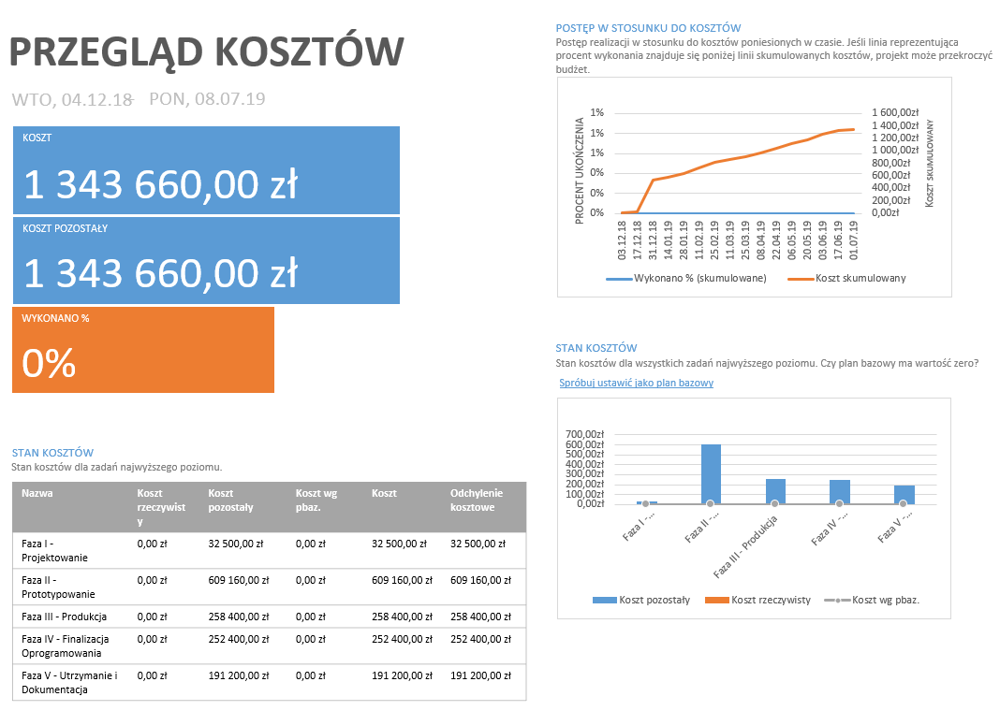 PRZEGLĄD KOSZTÓW
WTO, 04.12.18 - PON, 08.07.19
KOSZT
1 343 660,00 zł
KOSZT POZOSTAŁY
1 343 660,00 zł
WYKONANO %
0%
STAN KOSZTÓW
Stan kosztów dla zadań najwyższego poziomu.
Nazwa Koszt rzeczywisty Koszt pozostały Koszt wg pbaz. Koszt Odchylenie kosztowe
Faza I - Projektowanie 0,00 zł 32 500,00 zł 0,00 zł 32 500,00 zł 32 500,00 zł
Faza II - Prototypowanie 0,00 zł 609 160,00 zł 0,00 zł 609 160,00 zł 609 160,00 zł
Faza III - Produkcja 0,00 zł 258 400,00 zł 0,00 zł 258 400,00 zł 258 400,00 zł
Faza IV - Finalizacja Oprogramowania 0,00 zł 252 400,00 zł 0,00 zł 252 400,00 zł 252 400,00 zł
Faza V - Utrzymanie i Dokumentacja 0,00 zł 191 200,00 zł 0,00 zł 191 200,00 zł 191 200,00 zł
POSTĘP W STOSUNKU DO KOSZTÓW
Postęp realizacji w stosunku do kosztów poniesionych w czasie. Jeśli linia reprezentująca
procent wykonania znajduje się poniżej linii skumulowanych kosztów, projekt może przekroczyć
budżet.
PROCENT UKOŃCZENIA
1%
1%
1%
0%
0%
0%
1 600,00zł
1 400,00zł
1 200,00zł
1 000,00zł
800,00zł
600,00zł
400,00zł
200,00zł
0,00zł
KOSZT SKUMULOWANY
03.12.18
17.12.18
31.12.18
14.01.19
28.01.19
11.02.19
25.02.19
11.03.19
25.03.19
08.04.19
22.04.19
06.05.19
20.05.19
03.06.19
17.06.19
01.07.19
Wykonano % (skumulowane) Koszt skumulowany
STAN KOSZTÓW
Stan kosztów dla wszystkich zadań najwyższego poziomu. Czy plan bazowy ma wartość zero?
Spróbuj ustawić jako plan bazowy
700,00zł
600,00zł
500,00zł
400,00zł
300,00zł
200,00zł
100,00zł
0,00zł
Faza I -...
Faza II -...
Faza III - Produkcja
Faza IV -...
Faza V -...
Koszt pozostały Koszt rzeczywisty Koszt wg pbaz.